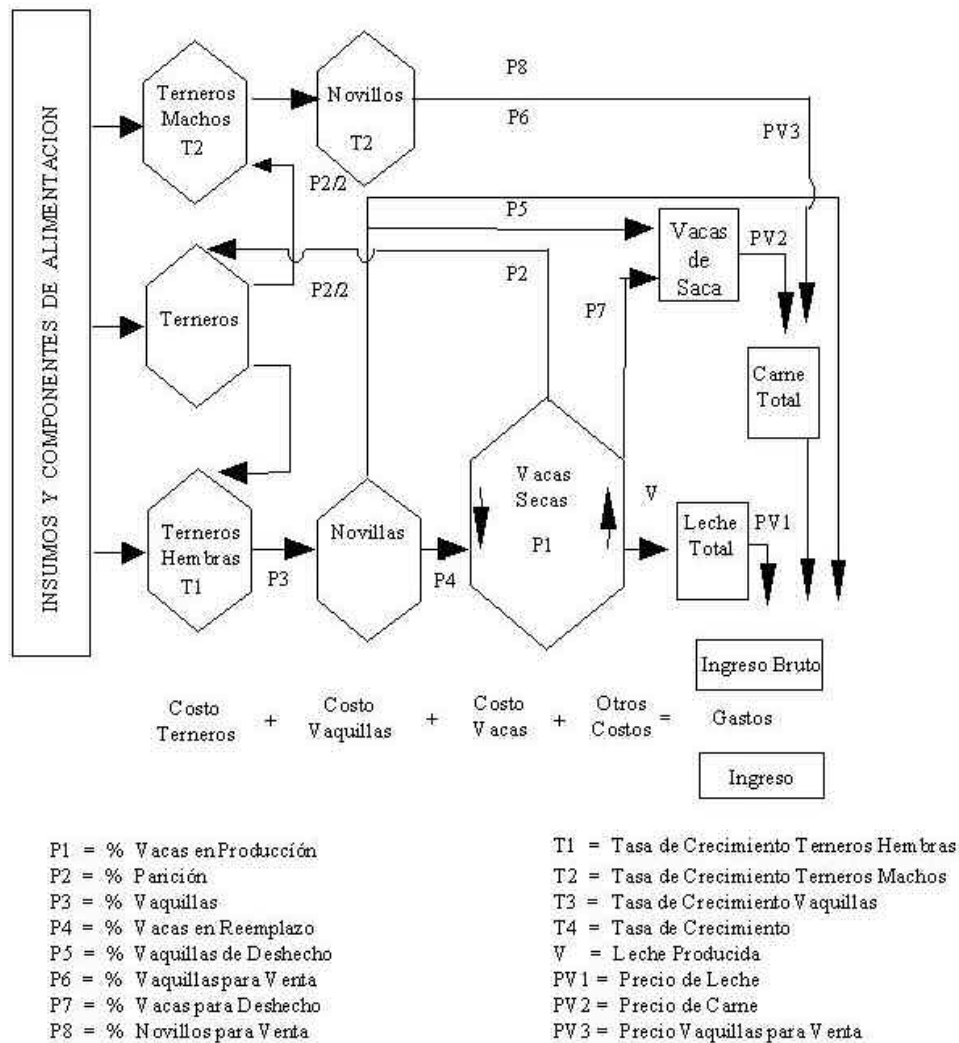 INSUMOS Y COMPONENTES DE ALIMENTACION
Terneros
Machos
T2
Novillos
T2
P8
P6
PV3
P2/2
P5
Vacas
de
Saca
PV2
Terneros
P2/2
P2
P7
Carne
Total
Terneros
Hembras
T1
P3
Novillas
P4
Vacas
Secas
P1
V
Leche
Total
PV1
Ingreso Bruto
Costo
Terneros
+
Costo
Vaquillas
+
Costo
Vacas
+
Otros
Costos
=
Gastos
Ingreso
P1 = % Vacas en Producción
P2 = % Parición
P3 = % Vaquillas
P4 = % Vacas en Reemplazo
P5 = % Vaquillas de Deshecho
P6 = % Vaquillas para Venta
P7 = % Vacas para Deshecho
P8 = % Novillos para Venta
T1 = Tasa de Crecimiento Terneros Hembras
T2 = Tasa de Crecimiento Terneros Machos
T3 = Tasa de Crecimiento Vaquillas
T4 = Tasa de Crecimiento
V = Leche Producida
PV1 = Precio de Leche
PV2 = Precio de Carne
PV3 = Precio Vaquillas para Venta